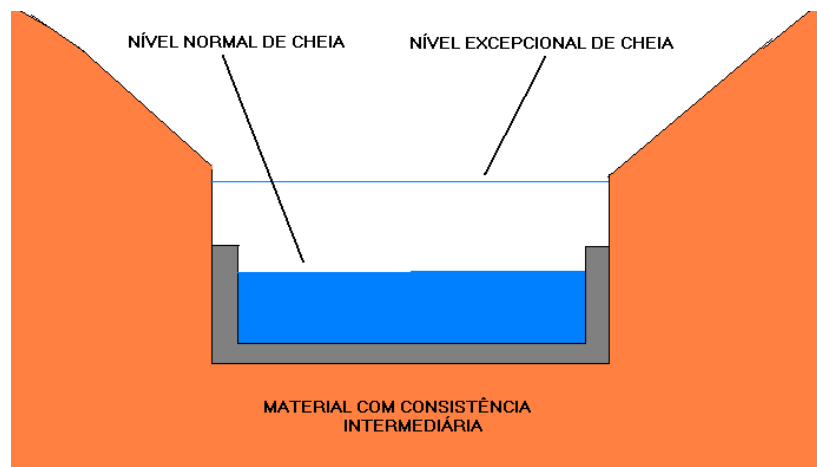 NÍVEL NORMAL DE CHEIA
NÍVEL EXCEPCIONAL DE CHEIA
MATERIAL COM CONSISTÊNCIA
INTERMEDIÁRIA